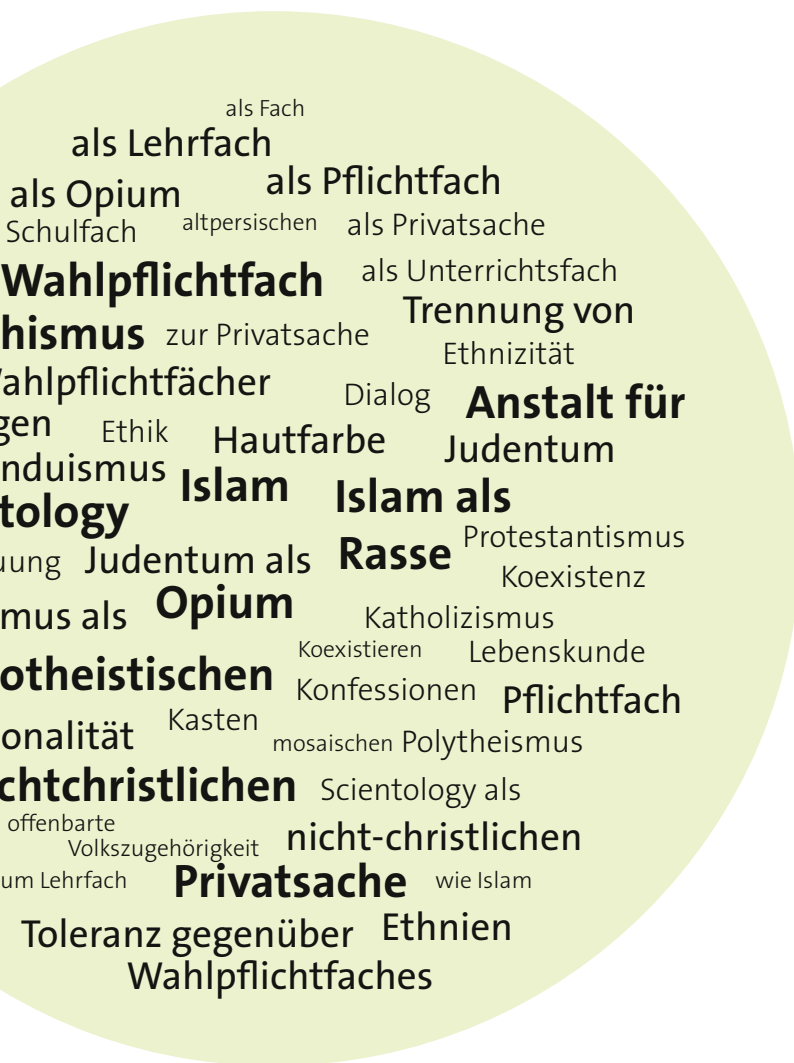 als Fach
als Lehrfach
als Opium als Pflichtfach
Schulfach altpersischen als Privatsache
Wahlpflichtfach als Unterrichtsfach
hismus zur Privatsache Trennung von
Ethnizität
ahlpflichtfächer Dialog Anstalt für
gen Ethik Hautfarbe Judentum
nduismus Islam Islam als
tology
uung Judentum als Rasse Protestantismus
Koexistenz
mus als Opium Katholizismus
Koexistieren Lebenskunde
otheistischen Konfessionen Pflichtfach
onalität Kasten mosaischen Polytheismus
chtchristlichen Scientology als
offenbarte
Volkszugehörigkeit nicht-christlichen
um Lehrfach Privatsache wie Islam
Toleranz gegenüber Ethnien
Wahlpflichtfaches